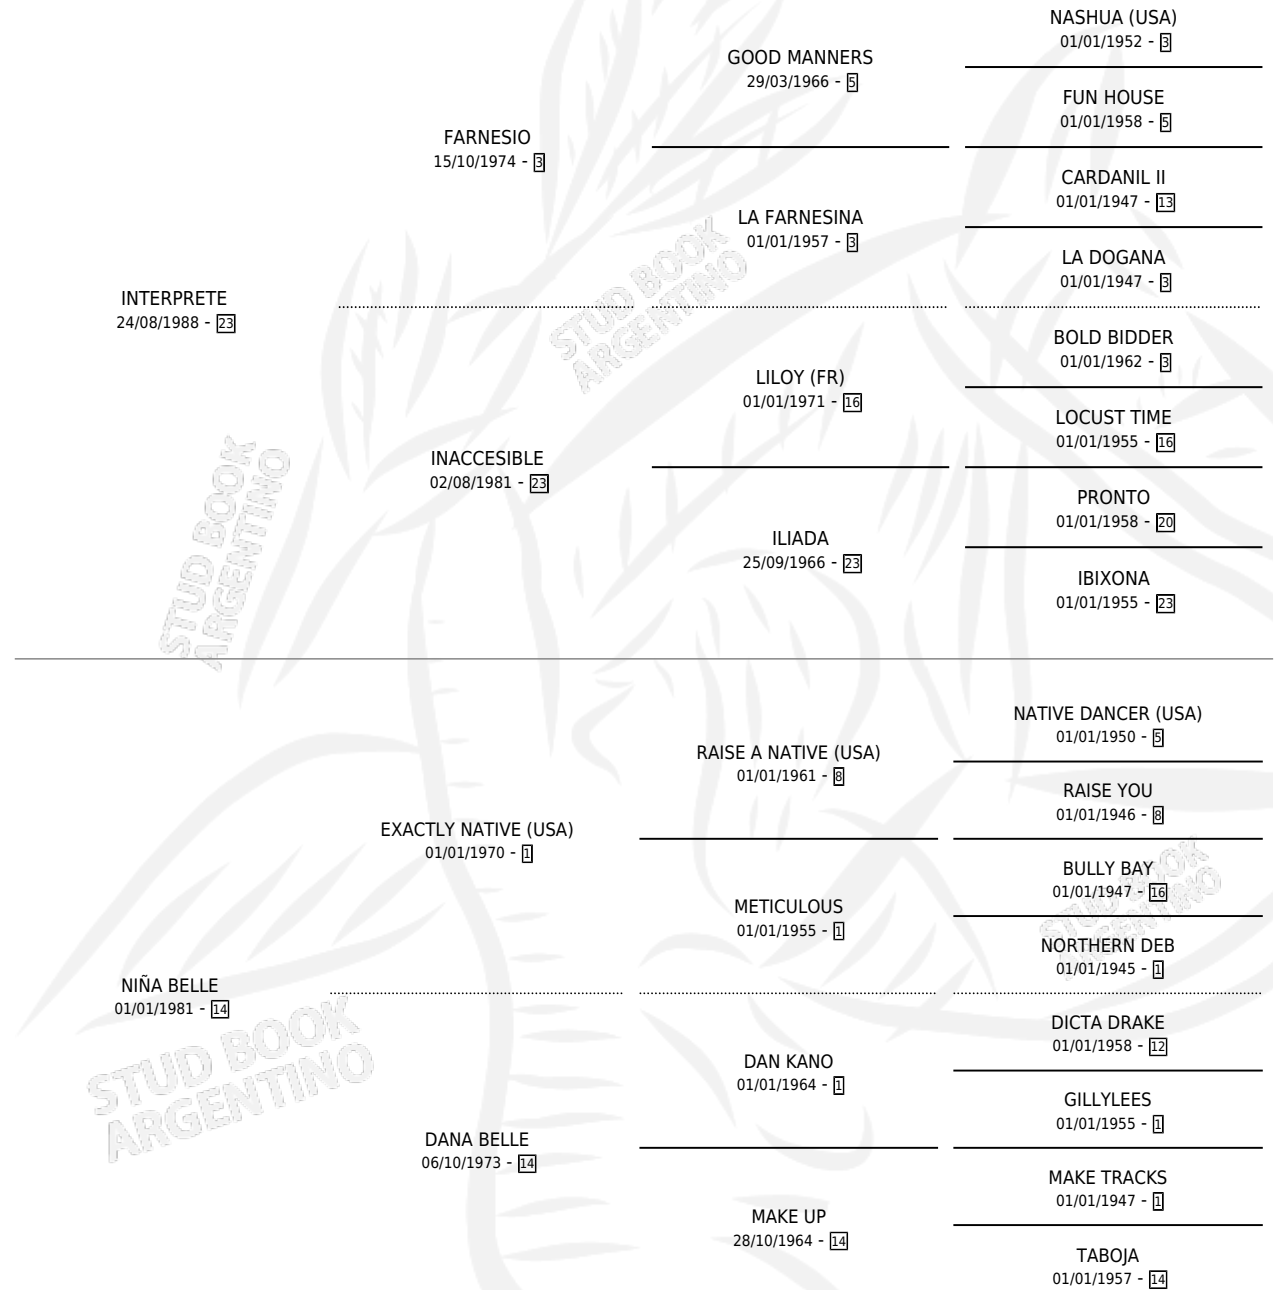 NASHUA (USA)
01/01/1952 - 3
GOOD MANNERS
29/03/1966 - 5
FUN HOUSE
01/01/1958 - 5
FARNESIO
15/10/1974 - 3
CARDANIL II
01/01/1947 - 13
LA FARNESINA
01/01/1957 - 3
LA DOGANA
01/01/1947 - 3
INTERPRETE
24/08/1988 - 23
BOLD BIDDER
01/01/1962 - 3
LILOY (FR)
01/01/1971 - 16
LOCUST TIME
01/01/1955 - 16
INACCESIBLE
02/08/1981 - 23
PRONTO
01/01/1958 - 20
ILIADA
25/09/1966 - 23
IBIXONA
01/01/1955 - 23
STUD BOOK
ARGENTINO
STUD BOOK
ARGENTINO
NATIVE DANCER (USA)
01/01/1950 - 5
RAISE A NATIVE (USA)
01/01/1961 - 8
RAISE YOU
01/01/1946 - 8
EXACTLY NATIVE (USA)
01/01/1970 - 1
BULLY BAY
01/01/1947 - 16
METICULOUS
01/01/1955 - 1
NORTHERN DEB
01/01/1945 - 1
NIÑA BELLE
01/01/1981 - 14
DICTA DRAKE
01/01/1958 - 12
DAN KANO
01/01/1964 - 1
GILLYLEES
01/01/1955 - 1
DANA BELLE
06/10/1973 - 14
MAKE TRACKS
01/01/1947 - 1
MAKE UP
28/10/1964 - 14
TABOJA
01/01/1957 - 14
STUD BOOK
ARGENTINO
STUD BOOK
ARGENTINO